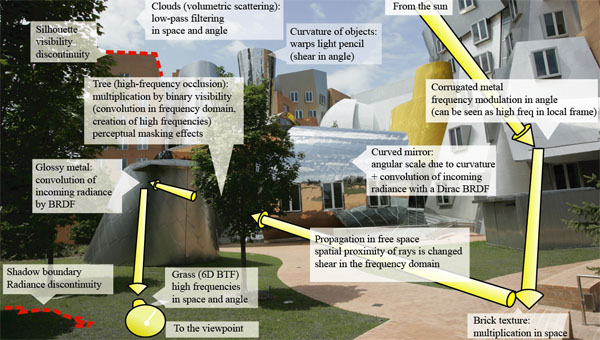 Clouds (volumetric scattering):
low-pass filtering
in space and angle
From the sun
Silhouette
visibility
discontinuity
Curvature of objects:
warps light pencil
(shear in angle)
Tree (high-frequency occlusion):
multiplication by binary visibility
(convolution in frequency domain,
creation of high frequencies)
perceptual masking effects
Corrugated metal
frequency modulation in angle
(can be seen as high freq in local frame)
Glossy metal:
convolution of
incoming radiance
by BRDF
Curved mirror:
angular scale due to curvature
+ convolution of incoming
radiance with a Dirac BRDF
Propagation in free space
spatial proximity of rays is changed
shear in the frequency domain
Shadow boundary
Radiance discontinuity
Grass (6D BTF)
high frequencies
in space and angle
To the viewpoint
Brick texture:
multiplication in space